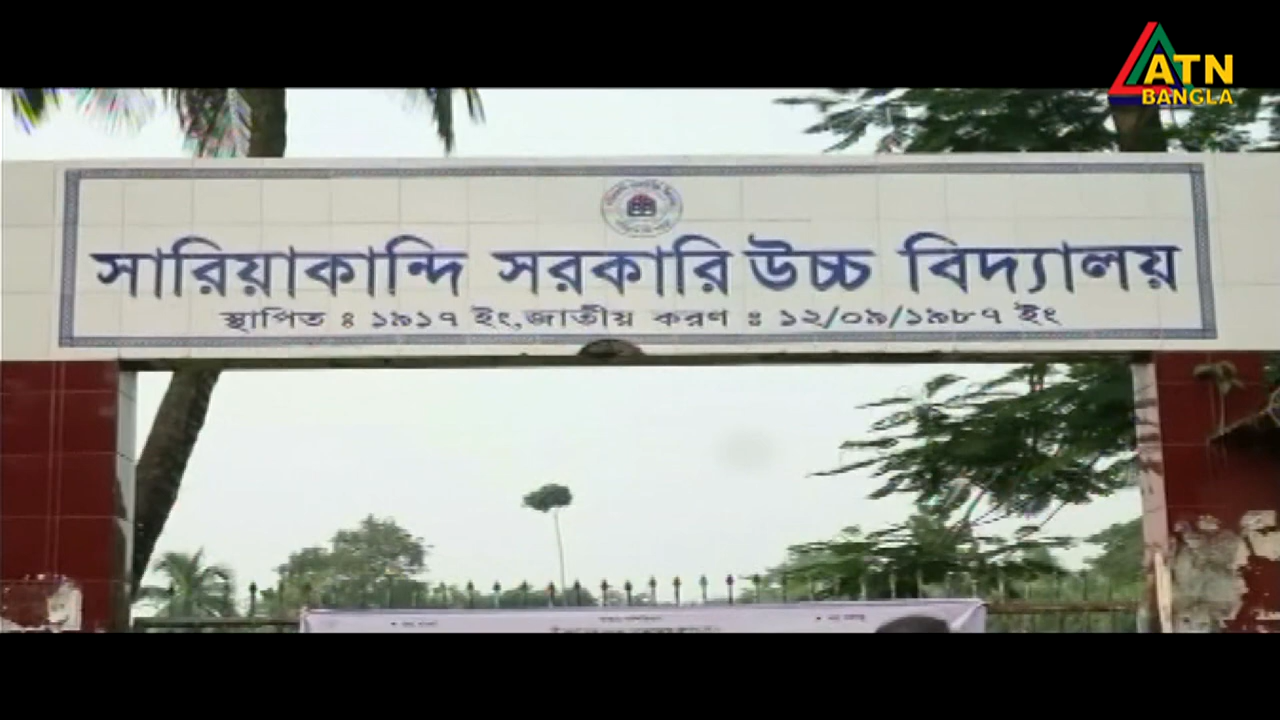 ATN
BANGLA
সারিয়াকান্দি সরকারি উচ্চ বিদ্যালয়
স্থাপিত ঃ ১৯১৭ ইং,জাতীয় করণ ঃ ১২/০৯/১৯৮৭ ইং